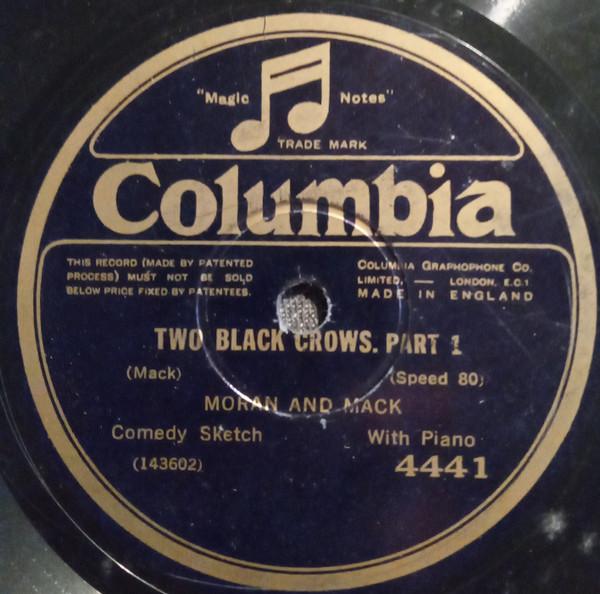 "Magic Notes"
TRADE MARK
Columbia
THIS RECORD (MADE BY PATENTED
PROCESS) MUST NOT BE SOLD
BELOW PRICE FIXED BY PATENTEES.
COLUMBIA GRAPHOPHONE CO.
LIMITED, — LONDON, E.C.1
MADE IN ENGLAND
TWO BLACK CROWS. PART 1
(Mack) (Speed 80)
MORAN AND MACK
Comedy Sketch With Piano
(143602) 4441